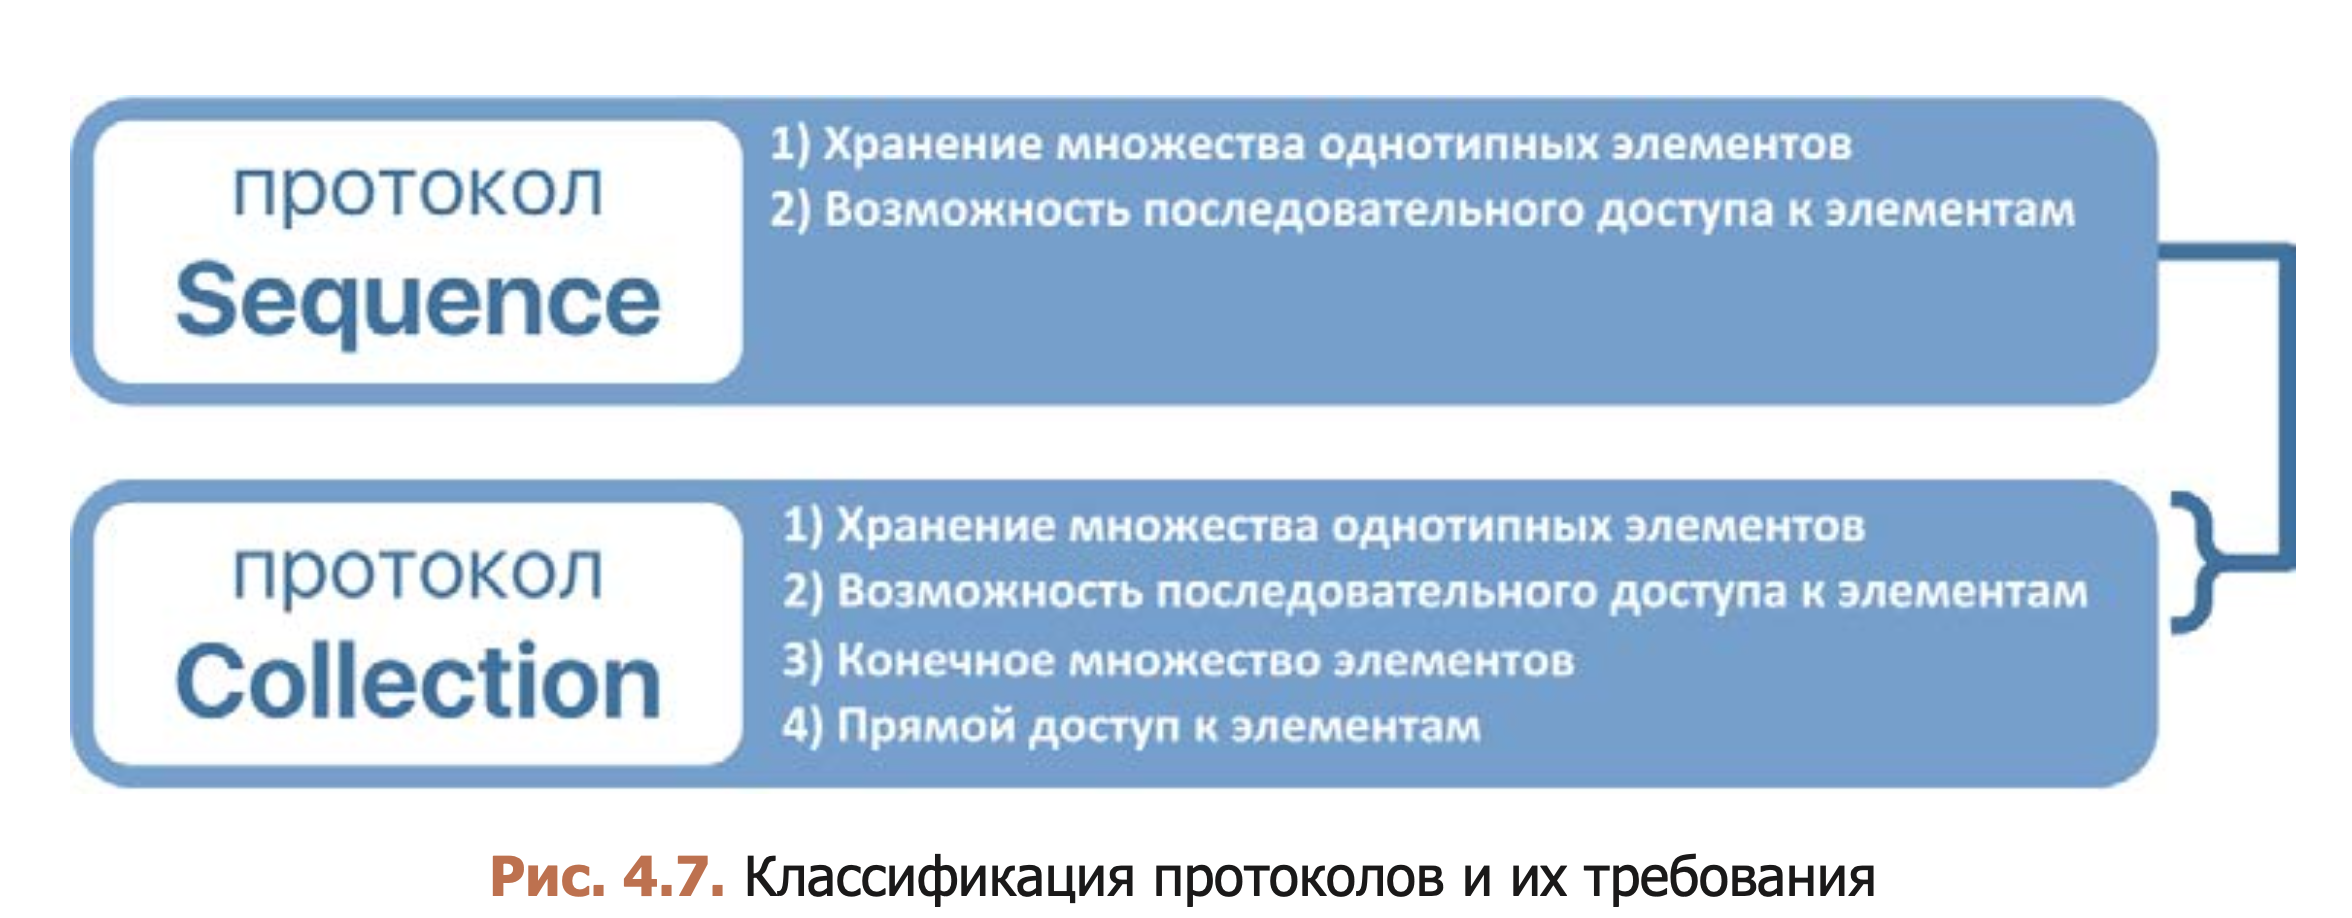 протокол
Sequence
1) Хранение множества однотипных элементов
2) Возможность последовательного доступа к элементам
протокол
Collection
1) Хранение множества однотипных элементов
2) Возможность последовательного доступа к элементам
3) Конечное множество элементов
4) Прямой доступ к элементам
Рис. 4.7. Классификация протоколов и их требования